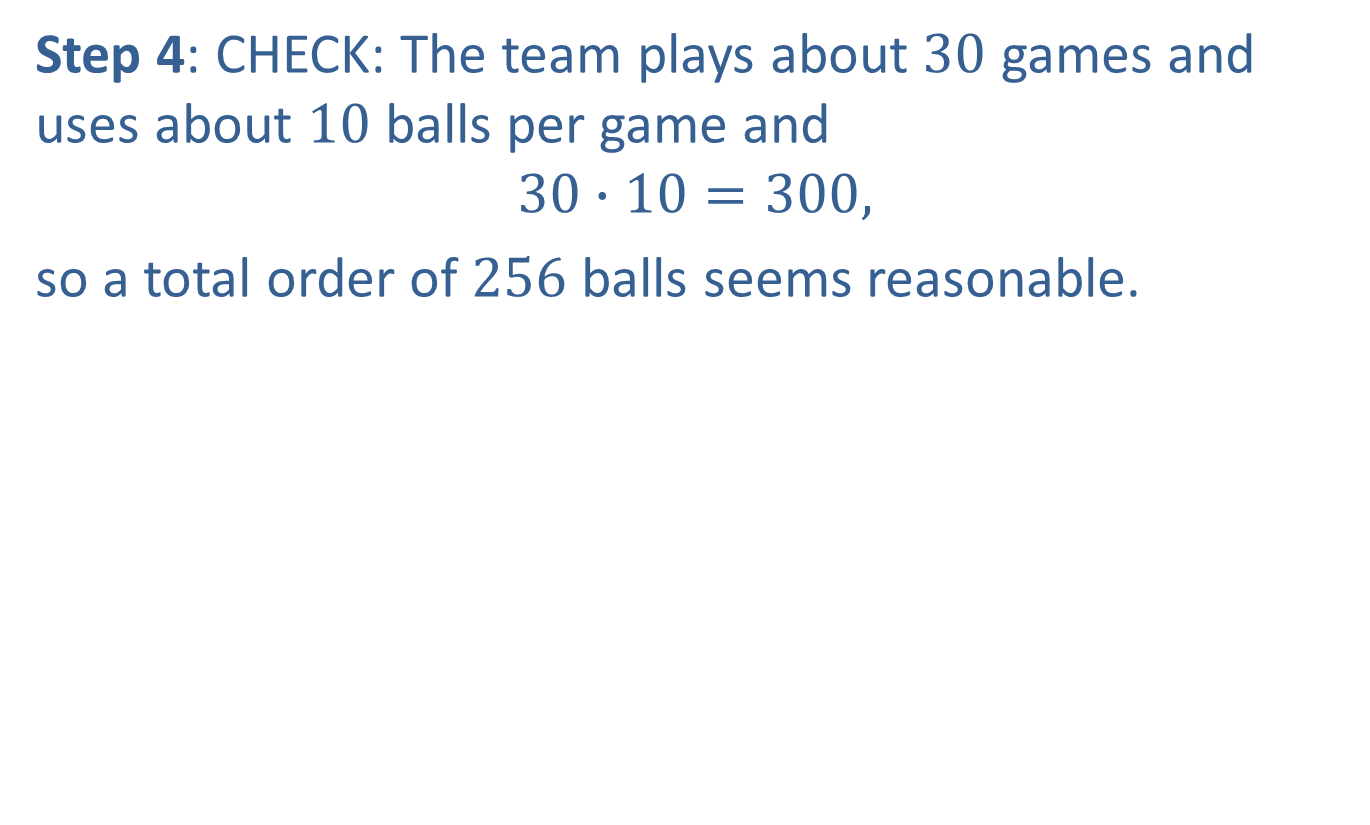 Step 4: CHECK: The team plays about 30 games and
uses about 10 balls per game and
30 · 10 = 300,
so a total order of 256 balls seems reasonable.